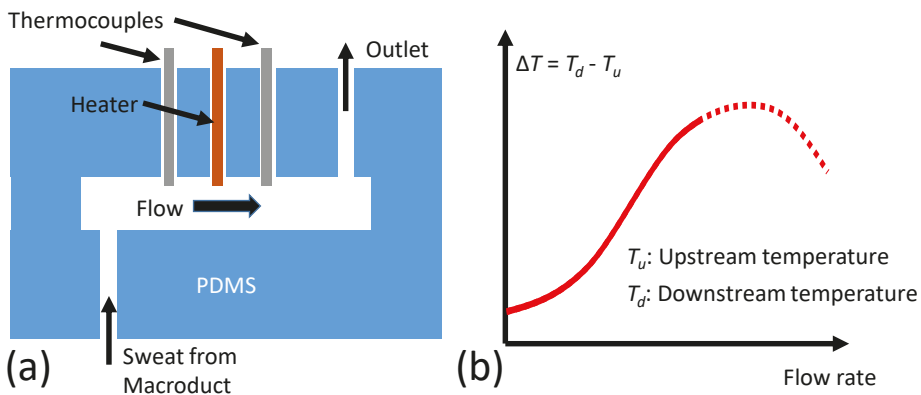 Thermocouples
Outlet
Heater
Flow
PDMS
(a)
Sweat from
Macroduct
ΔT = Td - Tu
Tu: Upstream temperature
Td: Downstream temperature
(b)
Flow rate